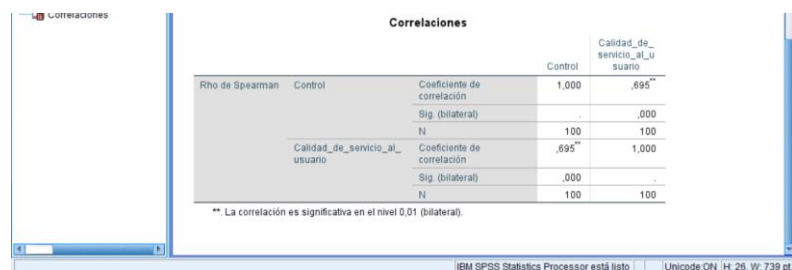 Correlaciones
Correlaciones
Control
Calidad_de_
servicio_al_u
suario
Rho de Spearman Control Coeficiente de
correlación 1,000 ,695**
Sig. (bilateral) . ,000
N 100 100
Calidad_de_servicio_al_
usuario Coeficiente de
correlación ,695** 1,000
Sig. (bilateral) ,000 .
N 100 100
**. La correlación es significativa en el nivel 0,01 (bilateral).
IBM SPSS Statistics Processor está listo Unicode:ON H: 26, W: 739 pt